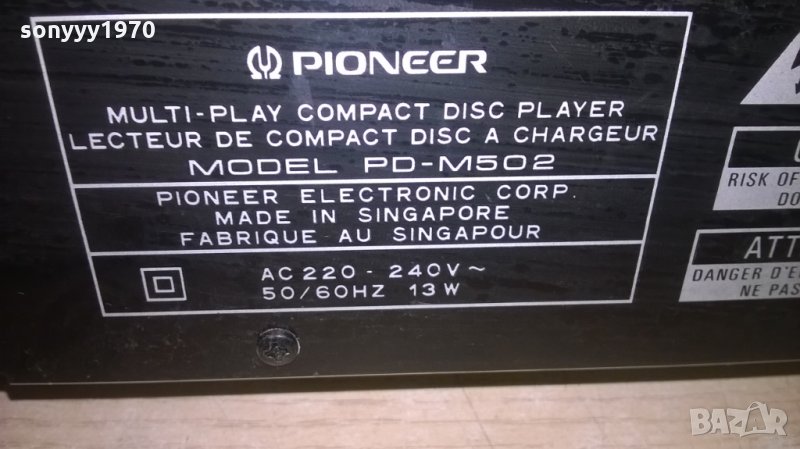 sonyyy1970
PIONEER
MULTI-PLAY COMPACT DISC PLAYER
LECTEUR DE COMPACT DISC A CHARGEUR
MODEL PD-M502
PIONEER ELECTRONIC CORP.
MADE IN SINGAPORE
FABRIQUE AU SINGAPOUR
AC 220 - 240V ~
50/60HZ 13 W
RISK OF
DO
ATT
DANGER D'E
NE PAS
BAZAR